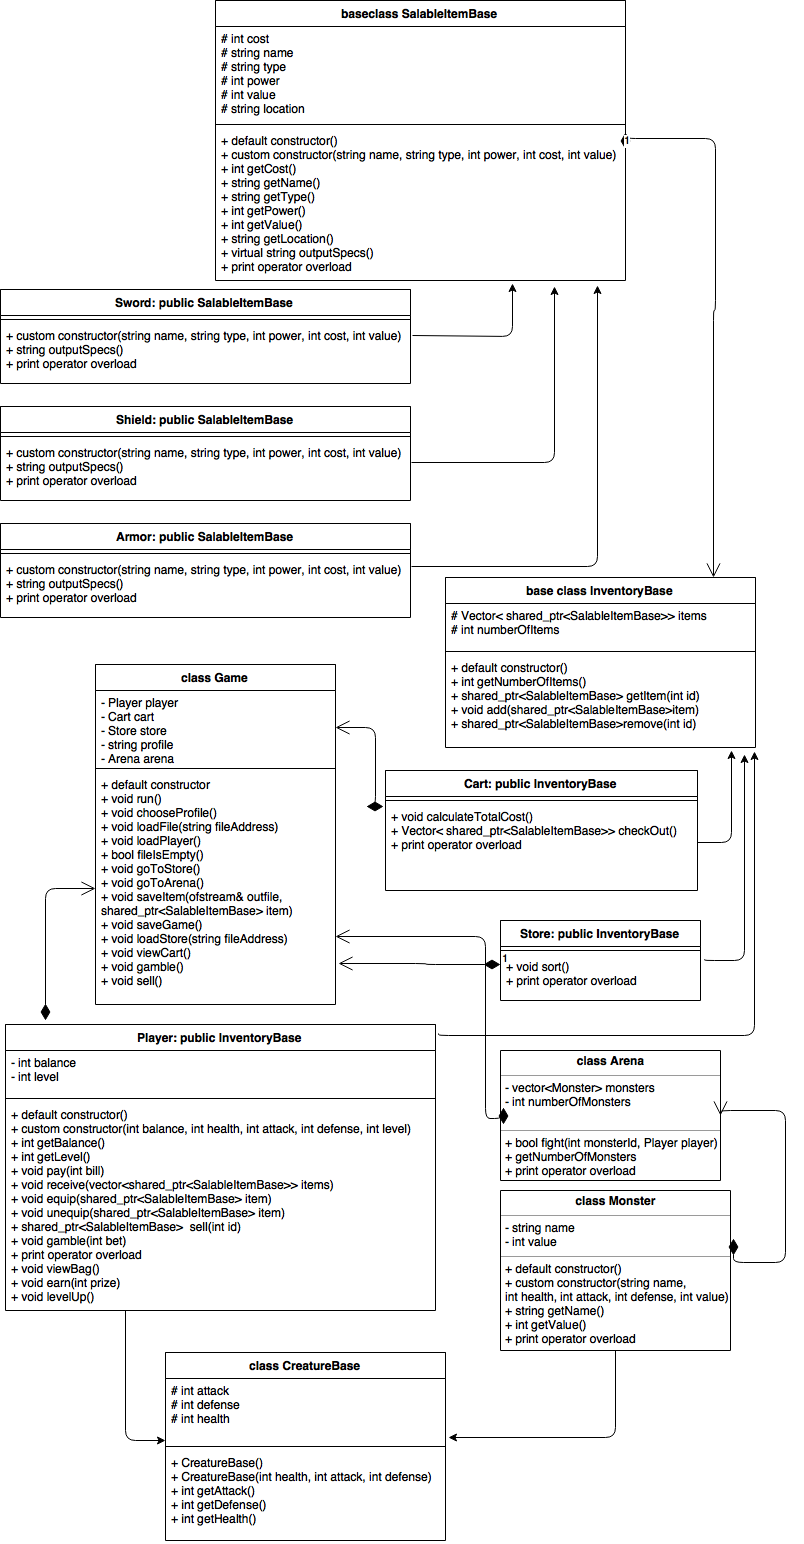 baseclass SalableItemBase
# int cost
# string name
# string type
# int power
# int value
# string location
+ default constructor()
+ custom constructor(string name, string type, int power, int cost, int value)
+ int getCost()
+ string getName()
+ string getType()
+ int getPower()
+ int getValue()
+ string getLocation()
+ virtual string outputSpecs()
+ print operator overload
1
Sword: public SalableItemBase
+ custom constructor(string name, string type, int power, int cost, int value)
+ string outputSpecs()
+ print operator overload
Shield: public SalableItemBase
+ custom constructor(string name, string type, int power, int cost, int value)
+ string outputSpecs()
+ print operator overload
Armor: public SalableItemBase
+ custom constructor(string name, string type, int power, int cost, int value)
+ string outputSpecs()
+ print operator overload
base class InventoryBase
# Vector< shared_ptr<SalableItemBase>> items
# int numberOfItems
+ default constructor()
+ int getNumberOfItems()
+ shared_ptr<SalableItemBase> getItem(int id)
+ void add(shared_ptr<SalableItemBase>item)
+ shared_ptr<SalableItemBase>remove(int id)
class Game
- Player player
- Cart cart
- Store store
- string profile
- Arena arena
+ default constructor
+ void run()
+ void chooseProfile()
+ void loadFile(string fileAddress)
+ void loadPlayer()
+ bool fileIsEmpty()
+ void goToStore()
+ void goToArena()
+ void saveItem(ofstream& outfile,
shared_ptr<SalableItemBase> item)
+ void saveGame()
+ void loadStore(string fileAddress)
+ void viewCart()
+ void gamble()
+ void sell()
Cart: public InventoryBase
+ void calculateTotalCost()
+ Vector< shared_ptr<SalableItemBase>> checkOut()
+ print operator overload
Store: public InventoryBase
1
+ void sort()
+ print operator overload
Player: public InventoryBase
- int balance
- int level
+ default constructor()
+ custom constructor(int balance, int health, int attack, int defense, int level)
+ int getBalance()
+ int getLevel()
+ void pay(int bill)
+ void receive(vector<shared_ptr<SalableItemBase>> items)
+ void equip(shared_ptr<SalableItemBase> item)
+ void unequip(shared_ptr<SalableItemBase> item)
+ shared_ptr<SalableItemBase> sell(int id)
+ void gamble(int bet)
+ print operator overload
+ void viewBag()
+ void earn(int prize)
+ void levelUp()
class Arena
- vector<Monster> monsters
- int numberOfMonsters
+ bool fight(int monsterId, Player player)
+ getNumberOfMonsters
+ print operator overload
class Monster
- string name
- int value
+ default constructor()
+ custom constructor(string name,
int health, int attack, int defense, int value)
+ string getName()
+ int getValue()
+ print operator overload
class CreatureBase
# int attack
# int defense
# int health
+ CreatureBase()
+ CreatureBase(int health, int attack, int defense)
+ int getAttack()
+ int getDefense()
+ int getHealth()